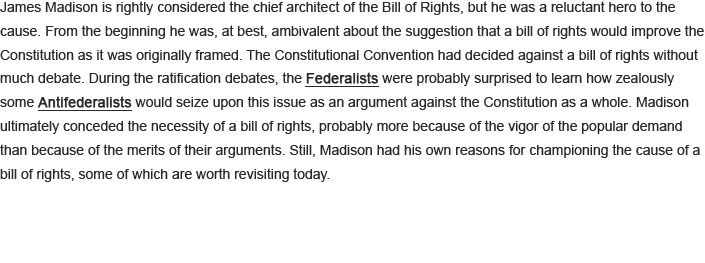 James Madison is rightly considered the chief architect of the Bill of Rights, but he was a reluctant hero to the
cause. From the beginning he was, at best, ambivalent about the suggestion that a bill of rights would improve the
Constitution as it was originally framed. The Constitutional Convention had decided against a bill of rights without
much debate. During the ratification debates, the Federalists were probably surprised to learn how zealously
some Antifederalists would seize upon this issue as an argument against the Constitution as a whole. Madison
ultimately conceded the necessity of a bill of rights, probably more because of the vigor of the popular demand
than because of the merits of their arguments. Still, Madison had his own reasons for championing the cause of a
bill of rights, some of which are worth revisiting today.